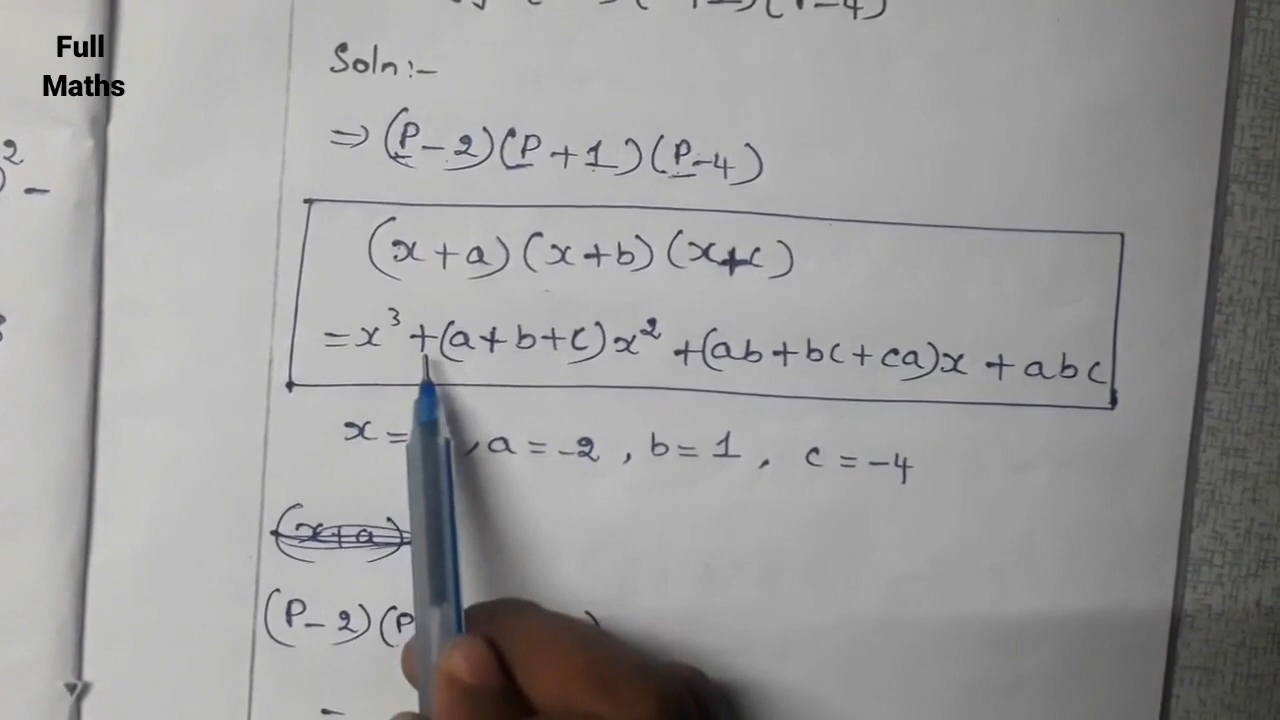 Full
Maths
Soln:-
⇒ (P-2)(P+1)(P-4)
(x+a)(x+b)(x+c)
=x³+(a+b+c)x²+(ab+bc+ca)x+abc
x= , a=-2, b=1, c=-4
(x+a)
(P-2)(P